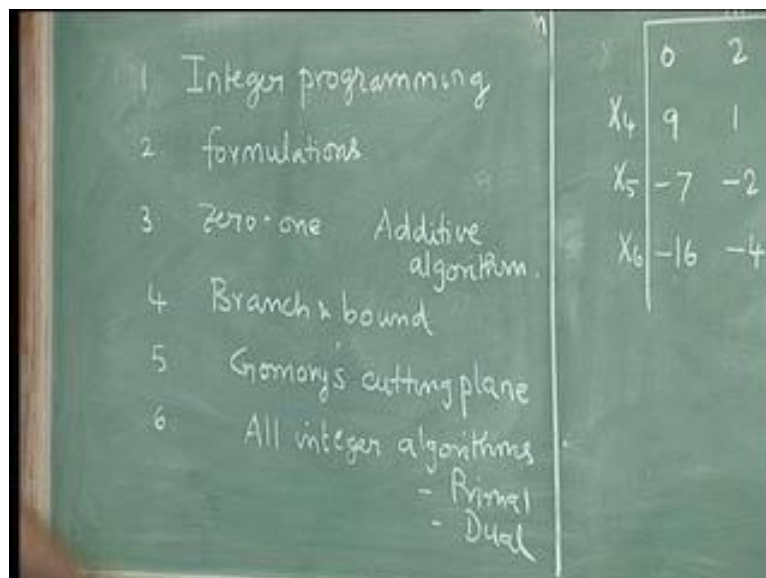 1 Integer programming
2 formulations
3 Zero-one Additive
algorithm.
4 Branch & bound
5 Gomory's cutting plane
6 All integer algorithms
- Primal
- Dual
0 2
X4 9 1
X5 -7 -2
X6 -16 -4